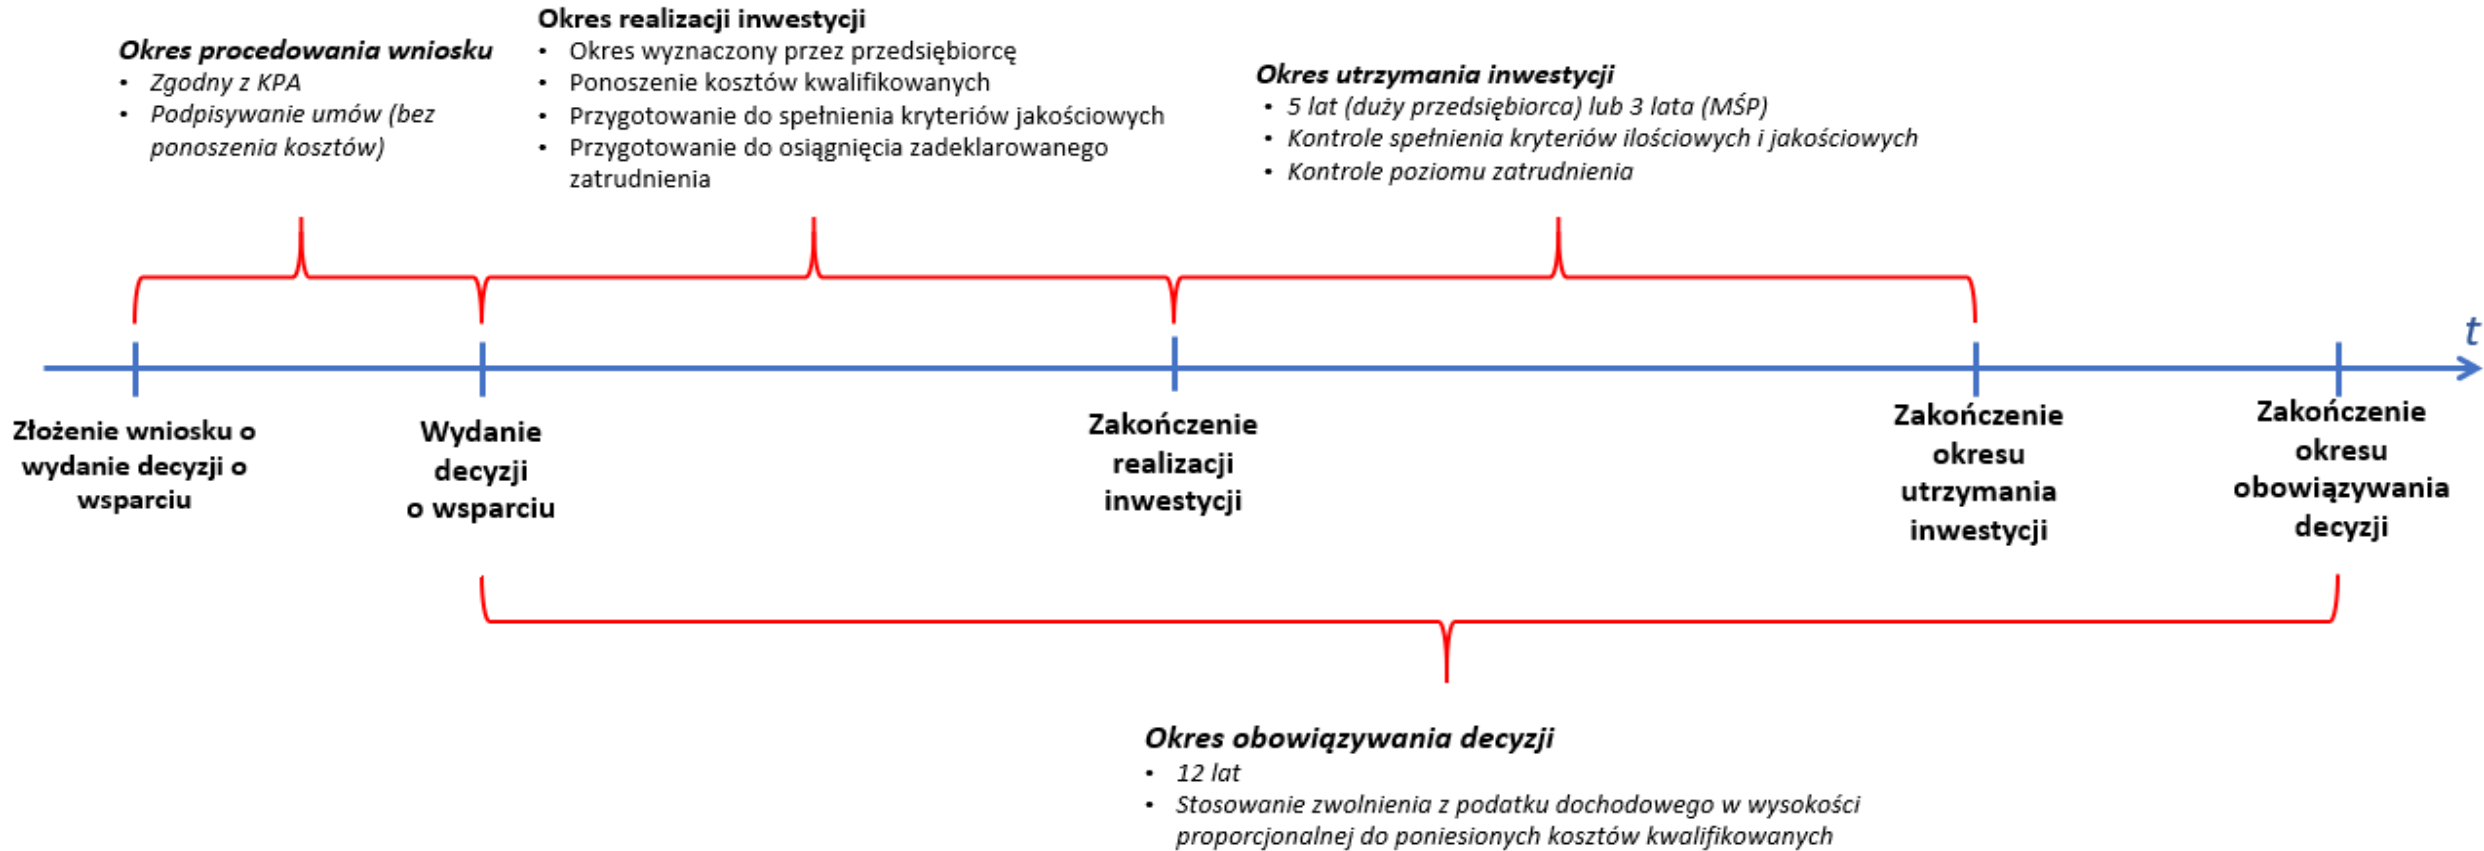 Okres procedowania wniosku
• Zgodny z KPA
• Podpisywanie umów (bez
ponoszenia kosztów)
Okres realizacji inwestycji
• Okres wyznaczony przez przedsiębiorcę
• Ponoszenie kosztów kwalifikowanych
• Przygotowanie do spełnienia kryteriów jakościowych
• Przygotowanie do osiągnięcia zadeklarowanego
zatrudnienia
Okres utrzymania inwestycji
• 5 lat (duży przedsiębiorca) lub 3 lata (MŚP)
• Kontrole spełnienia kryteriów ilościowych i jakościowych
• Kontrole poziomu zatrudnienia
t
Złożenie wniosku o
wydanie decyzji o
wsparciu
Wydanie
decyzji
o wsparciu
Zakończenie
realizacji
inwestycji
Zakończenie
okresu
utrzymania
inwestycji
Zakończenie
okresu
obowiązywania
decyzji
Okres obowiązywania decyzji
• 12 lat
• Stosowanie zwolnienia z podatku dochodowego w wysokości
proporcjonalnej do poniesionych kosztów kwalifikowanych